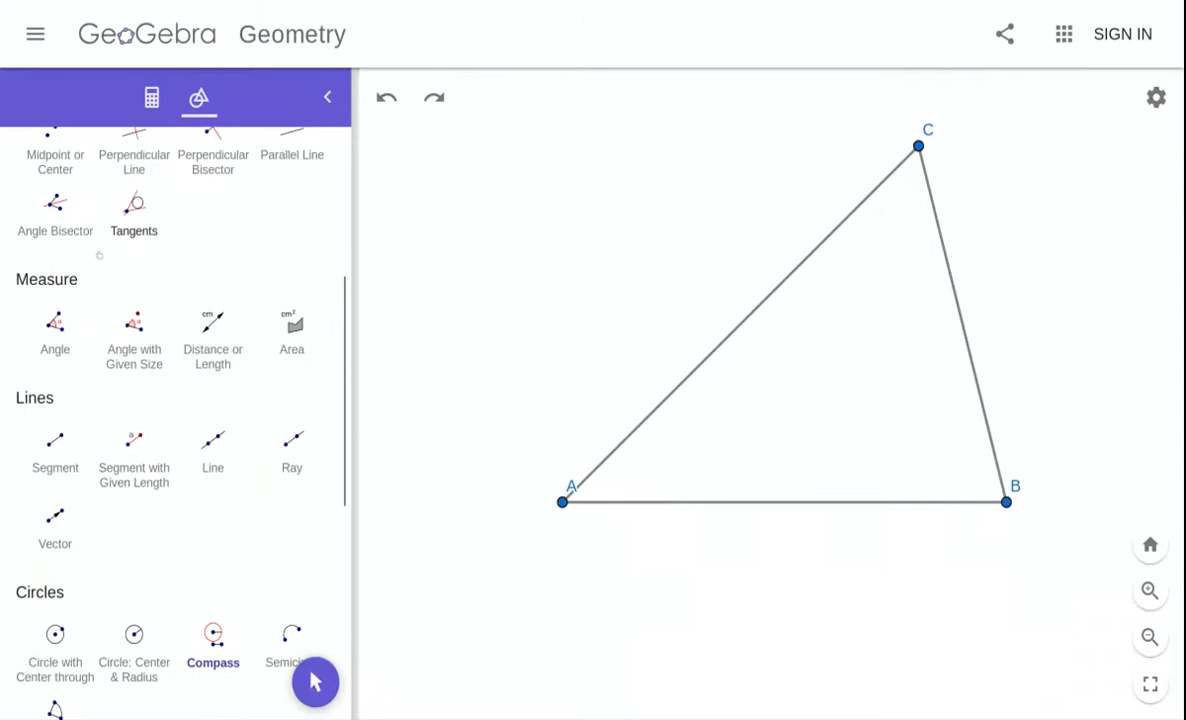 GeoGebra Geometry
SIGN IN
Midpoint or Center
Perpendicular Line
Perpendicular Bisector
Parallel Line
Angle Bisector
Tangents
Measure
cm
cm²
Angle
Angle with Given Size
Distance or Length
Area
Lines
a
Segment
Segment with Given Length
Line
Ray
Vector
Circles
Circle with Center through
Circle: Center & Radius
Compass
C
A
B